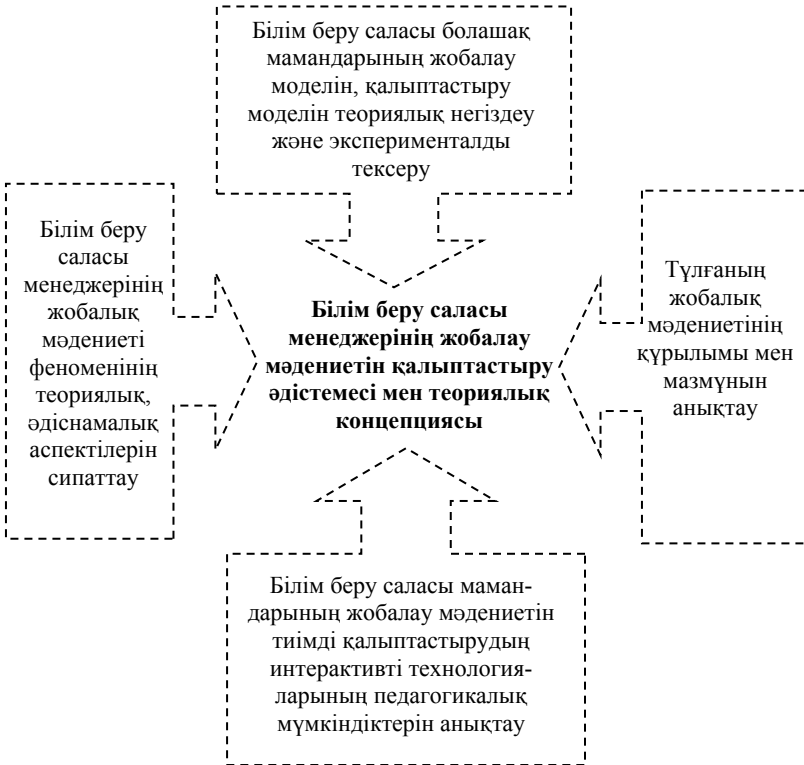 Білім беру саласы болашақ
мамандарының жобалау
моделін, қалыптастыру
моделін теориялық негіздеу
және эксперименталды
тексеру
Білім беру
саласы
менеджерінің
жобалық
мәдениеті
феноменінің
теориялық,
әдіснамалық
аспектілерін
сипаттау
Білім беру саласы
менеджерінің жобалау
мәдениетін қалыптастыру
әдістемесі мен теориялық
концепциясы
Тұлғаның
жобалық
мәдениетінің
құрылымы мен
мазмұнын
анықтау
Білім беру саласы маман-
дарының жобалау мәдениетін
тиімді қалыптастырудың
интерактивті технология-
ларының педагогикалық
мүмкіндіктерін анықтау